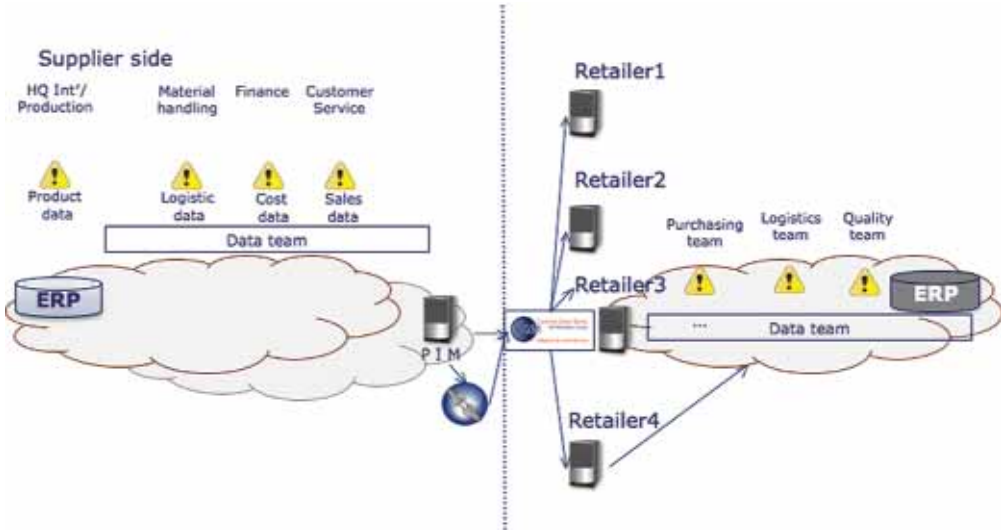 Supplier side
HQ Int'/
Production
Material
handling
Finance
Customer
Service
Product
data
Logistic
data
Cost
data
Sales
data
Data team
ERP
P I M
Retailer1
Retailer2
Retailer3
Retailer4
Purchasing
team
Logistics
team
Quality
team
ERP
...
Data team